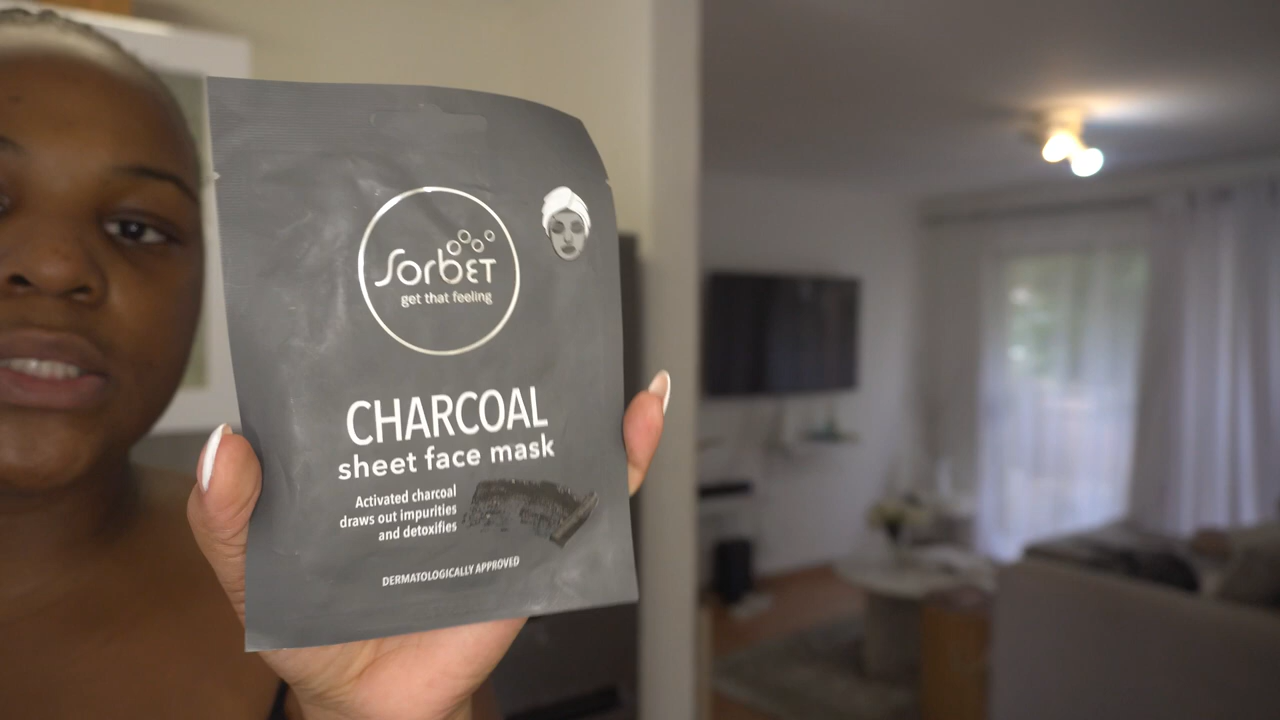 Sorbet
get that feeling
CHARCOAL
sheet face mask
Activated charcoal
draws out impurities
and detoxifies
DERMATOLOGICALLY APPROVED